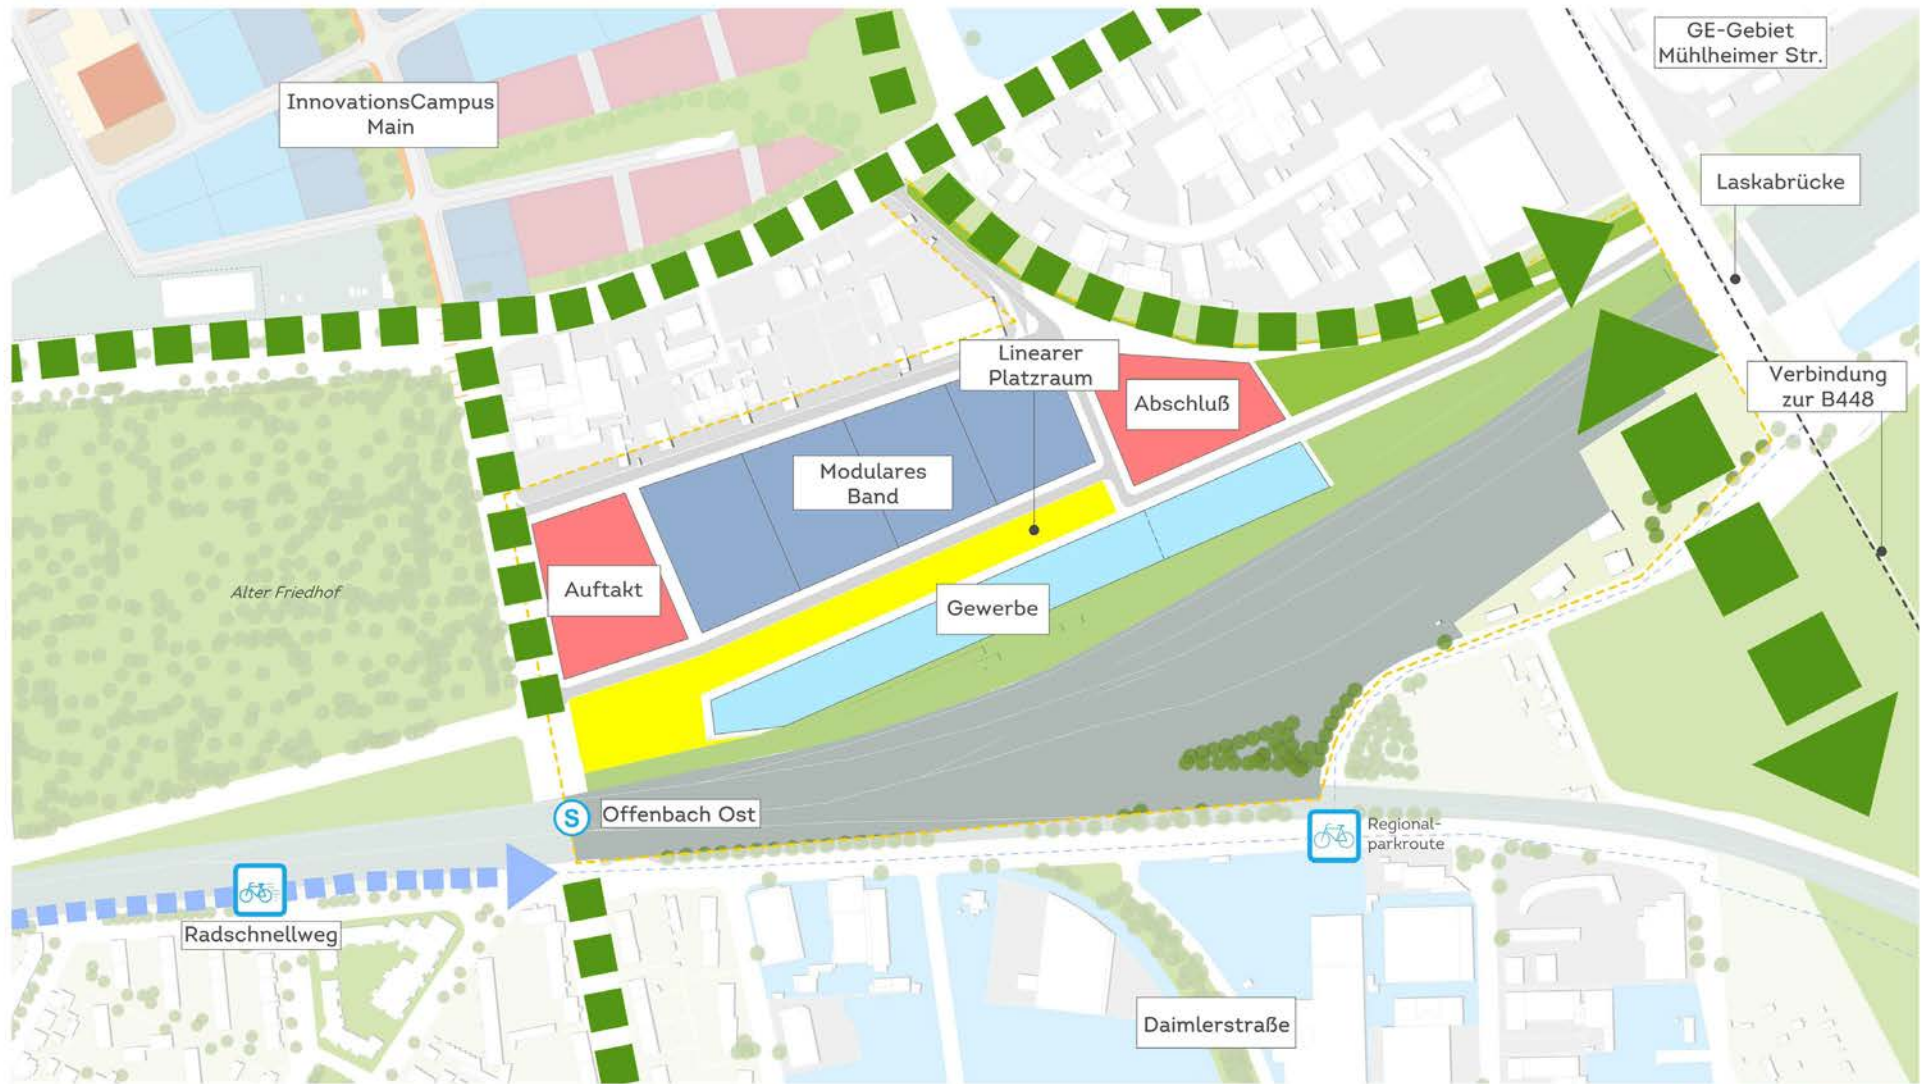 GE-Gebiet
Mühlheimer Str.
InnovationsCampus
Main
Laskabrücke
Linearer
Platzraum
Verbindung
zur B448
Abschluß
Modulares
Band
Auftakt
Alter Friedhof
Gewerbe
S
Offenbach Ost
Regional-
parkroute
Radschnellweg
Daimlerstraße